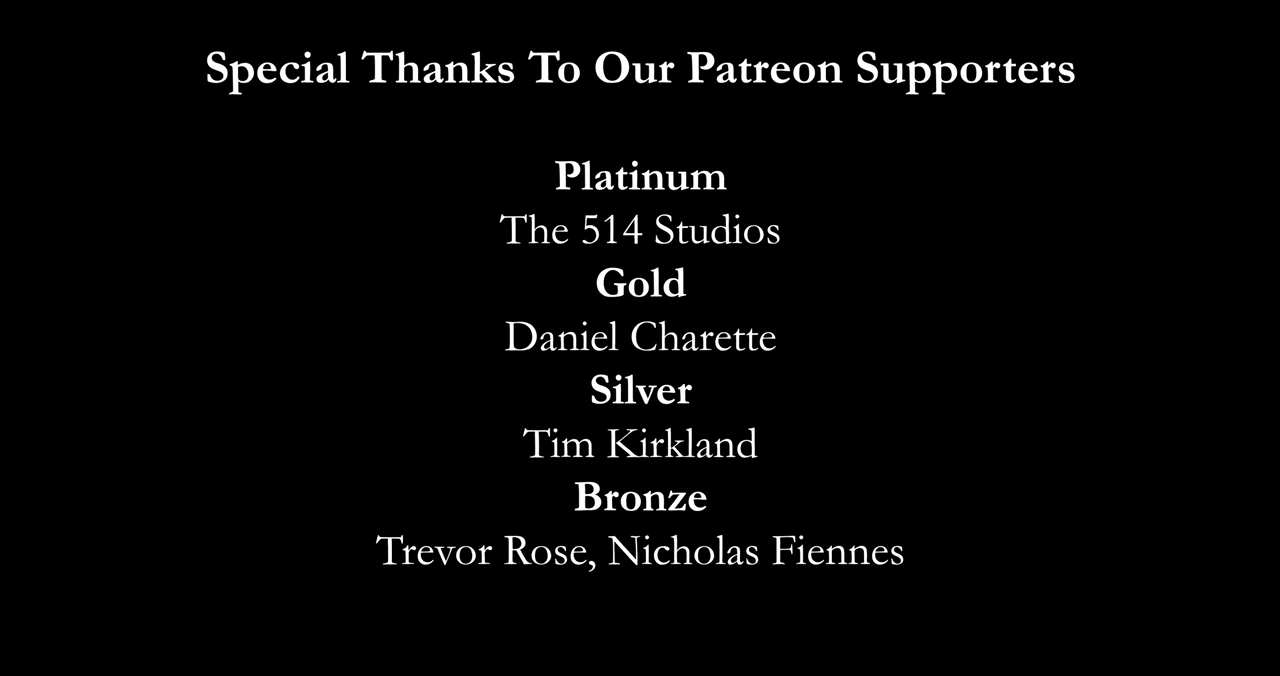 Special Thanks To Our Patreon Supporters
Platinum
The 514 Studios
Gold
Daniel Charette
Silver
Tim Kirkland
Bronze
Trevor Rose, Nicholas Fiennes